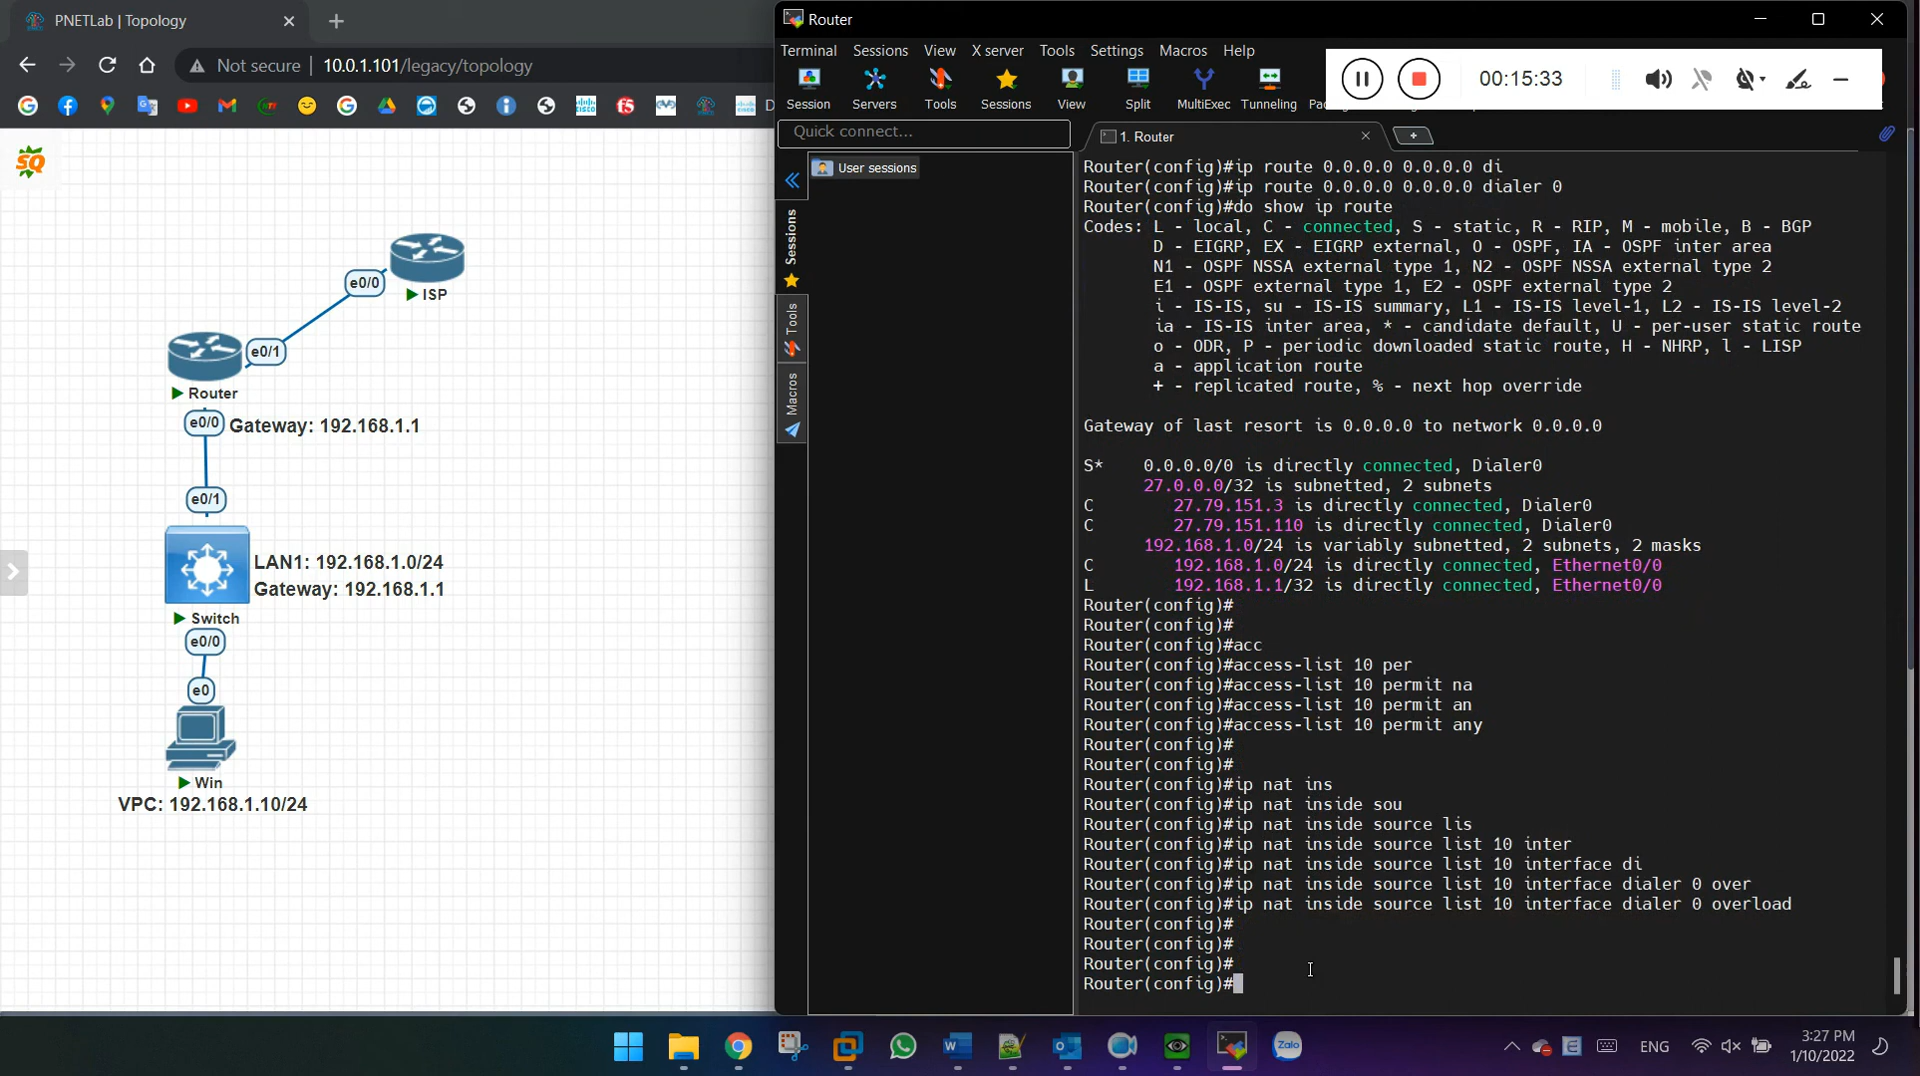 PNETLab | Topology
Not secure
10.0.1.101/legacy/topology
SQ
e0/0
ISP
e0/1
Router
e0/0
Gateway: 192.168.1.1
e0/1
LAN1: 192.168.1.0/24
Gateway: 192.168.1.1
Switch
e0/0
e0
Win
VPC: 192.168.1.10/24
Router
Terminal Sessions View X server Tools Settings Macros Help
Session Servers Tools Sessions View Split MultiExec Tunneling
00:15:33
Quick connect...
1. Router
User sessions
Sessions
Tools
Macros
Router(config)#ip route 0.0.0.0 0.0.0.0 di
Router(config)#ip route 0.0.0.0 0.0.0.0 dialer 0
Router(config)#do show ip route
Codes: L - local, C - connected, S - static, R - RIP, M - mobile, B - BGP
D - EIGRP, EX - EIGRP external, O - OSPF, IA - OSPF inter area
N1 - OSPF NSSA external type 1, N2 - OSPF NSSA external type 2
E1 - OSPF external type 1, E2 - OSPF external type 2
i - IS-IS, su - IS-IS summary, L1 - IS-IS level-1, L2 - IS-IS level-2
ia - IS-IS inter area, * - candidate default, U - per-user static route
o - ODR, P - periodic downloaded static route, H - NHRP, l - LISP
a - application route
+ - replicated route, % - next hop override
Gateway of last resort is 0.0.0.0 to network 0.0.0.0
S* 0.0.0.0/0 is directly connected, Dialer0
27.0.0.0/32 is subnetted, 2 subnets
C 27.79.151.3 is directly connected, Dialer0
C 27.79.151.110 is directly connected, Dialer0
192.168.1.0/24 is variably subnetted, 2 subnets, 2 masks
C 192.168.1.0/24 is directly connected, Ethernet0/0
L 192.168.1.1/32 is directly connected, Ethernet0/0
Router(config)#
Router(config)#
Router(config)#acc
Router(config)#access-list 10 per
Router(config)#access-list 10 permit na
Router(config)#access-list 10 permit an
Router(config)#access-list 10 permit any
Router(config)#
Router(config)#
Router(config)#ip nat ins
Router(config)#ip nat inside sou
Router(config)#ip nat inside source lis
Router(config)#ip nat inside source list 10 inter
Router(config)#ip nat inside source list 10 interface di
Router(config)#ip nat inside source list 10 interface dialer 0 over
Router(config)#ip nat inside source list 10 interface dialer 0 overload
Router(config)#
Router(config)#
Router(config)#
Router(config)#
Zalo
ENG
3:27 PM
1/10/2022